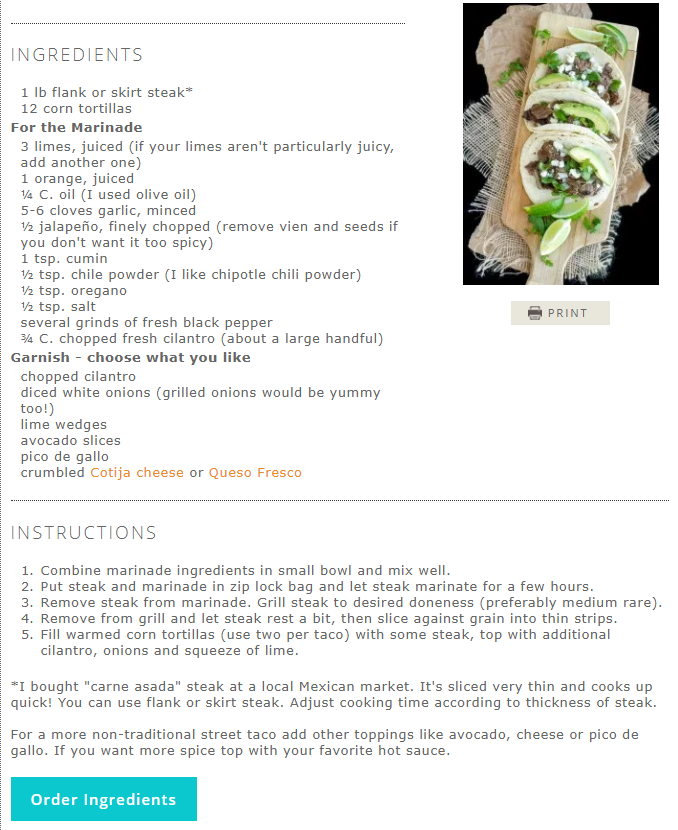 INGREDIENTS
1 lb flank or skirt steak*
12 corn tortillas
For the Marinade
3 limes, juiced (if your limes aren't particularly juicy,
add another one)
1 orange, juiced
¼ C. oil (I used olive oil)
5-6 cloves garlic, minced
½ jalapeño, finely chopped (remove vien and seeds if
you don't want it too spicy)
1 tsp. cumin
½ tsp. chile powder (I like chipotle chili powder)
½ tsp. oregano
½ tsp. salt
several grinds of fresh black pepper
¾ C. chopped fresh cilantro (about a large handful)
Garnish - choose what you like
chopped cilantro
diced white onions (grilled onions would be yummy
too!)
lime wedges
avocado slices
pico de gallo
crumbled Cotija cheese or Queso Fresco
PRINT
INSTRUCTIONS
1. Combine marinade ingredients in small bowl and mix well.
2. Put steak and marinade in zip lock bag and let steak marinate for a few hours.
3. Remove steak from marinade. Grill steak to desired doneness (preferably medium rare).
4. Remove from grill and let steak rest a bit, then slice against grain into thin strips.
5. Fill warmed corn tortillas (use two per taco) with some steak, top with additional
cilantro, onions and squeeze of lime.
*I bought "carne asada" steak at a local Mexican market. It's sliced very thin and cooks up
quick! You can use flank or skirt steak. Adjust cooking time according to thickness of steak.
For a more non-traditional street taco add other toppings like avocado, cheese or pico de
gallo. If you want more spice top with your favorite hot sauce.
Order Ingredients